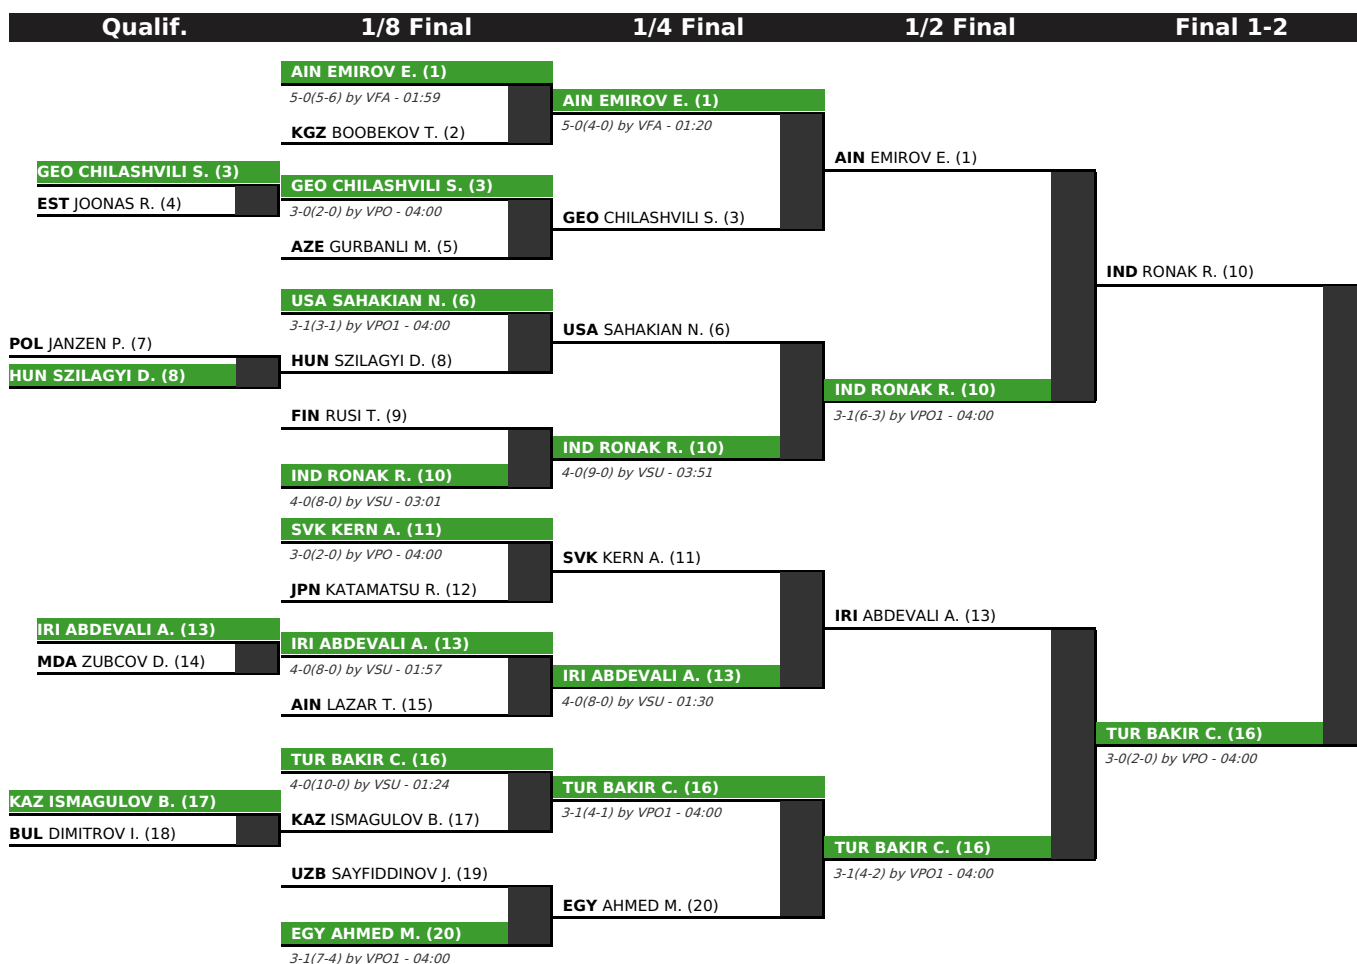 Qualif.
1/8 Final
1/4 Final
1/2 Final
Final 1-2
GEO CHILASHVILI S. (3)
EST JOONAS R. (4)
POL JANZEN P. (7)
HUN SZILAGYI D. (8)
IRI ABDEVALI A. (13)
MDA ZUBCOV D. (14)
KAZ ISMAGULOV B. (17)
BUL DIMITROV I. (18)
AIN EMIROV E. (1)
5-0(5-6) by VFA - 01:59
KGZ BOOBEKOV T. (2)
GEO CHILASHVILI S. (3)
3-0(2-0) by VPO - 04:00
AZE GURBANLI M. (5)
USA SAHAKIAN N. (6)
3-1(3-1) by VPO1 - 04:00
HUN SZILAGYI D. (8)
FIN RUSI T. (9)
IND RONAK R. (10)
4-0(8-0) by VSU - 03:01
SVK KERN A. (11)
3-0(2-0) by VPO - 04:00
JPN KATAMATSU R. (12)
IRI ABDEVALI A. (13)
4-0(8-0) by VSU - 01:57
AIN LAZAR T. (15)
TUR BAKIR C. (16)
4-0(10-0) by VSU - 01:24
KAZ ISMAGULOV B. (17)
UZB SAYFIDDINOV J. (19)
EGY AHMED M. (20)
3-1(7-4) by VPO1 - 04:00
AIN EMIROV E. (1)
5-0(4-0) by VFA - 01:20
GEO CHILASHVILI S. (3)
USA SAHAKIAN N. (6)
IND RONAK R. (10)
4-0(9-0) by VSU - 03:51
SVK KERN A. (11)
IRI ABDEVALI A. (13)
4-0(8-0) by VSU - 01:30
TUR BAKIR C. (16)
3-1(4-1) by VPO1 - 04:00
EGY AHMED M. (20)
AIN EMIROV E. (1)
IND RONAK R. (10)
3-1(6-3) by VPO1 - 04:00
IRI ABDEVALI A. (13)
TUR BAKIR C. (16)
3-1(4-2) by VPO1 - 04:00
IND RONAK R. (10)
TUR BAKIR C. (16)
3-0(2-0) by VPO - 04:00